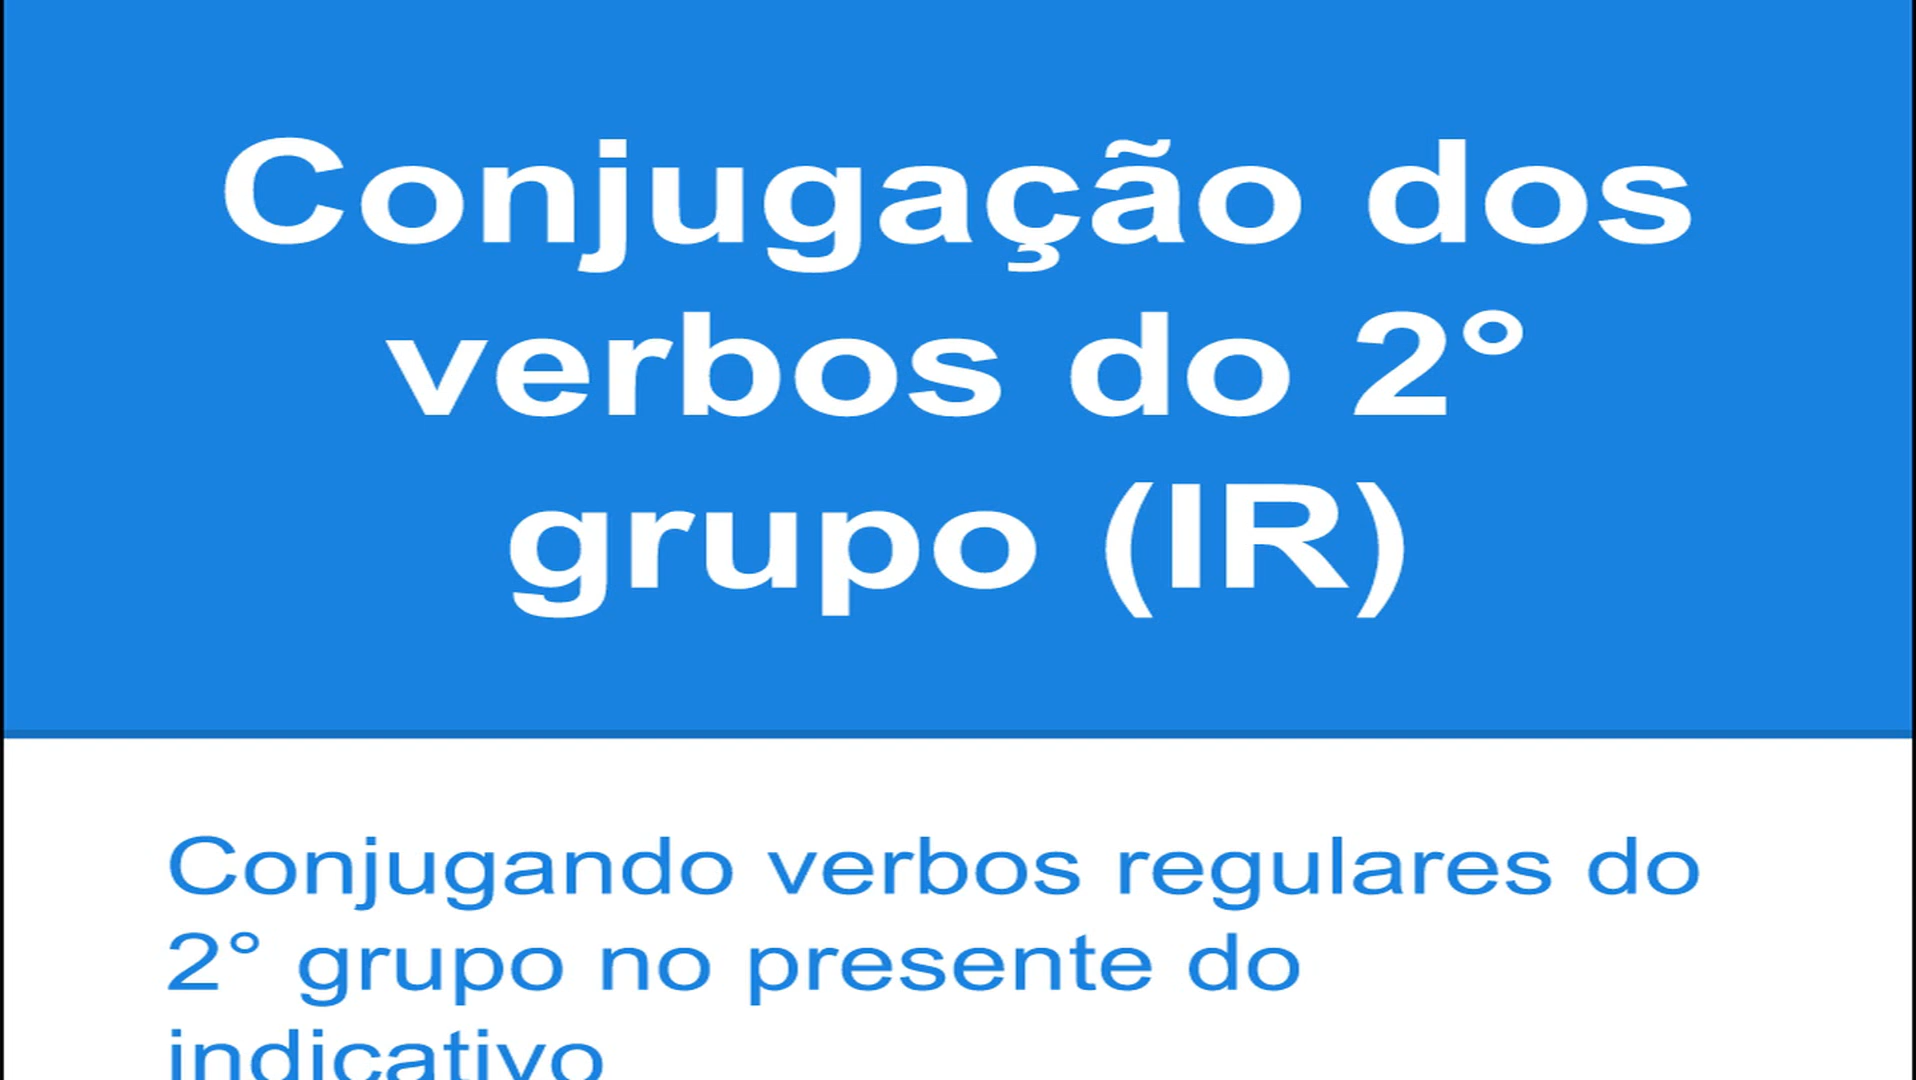 Conjugação dos
verbos do 2°
grupo (IR)
Conjugando verbos regulares do
2° grupo no presente do
indicativo